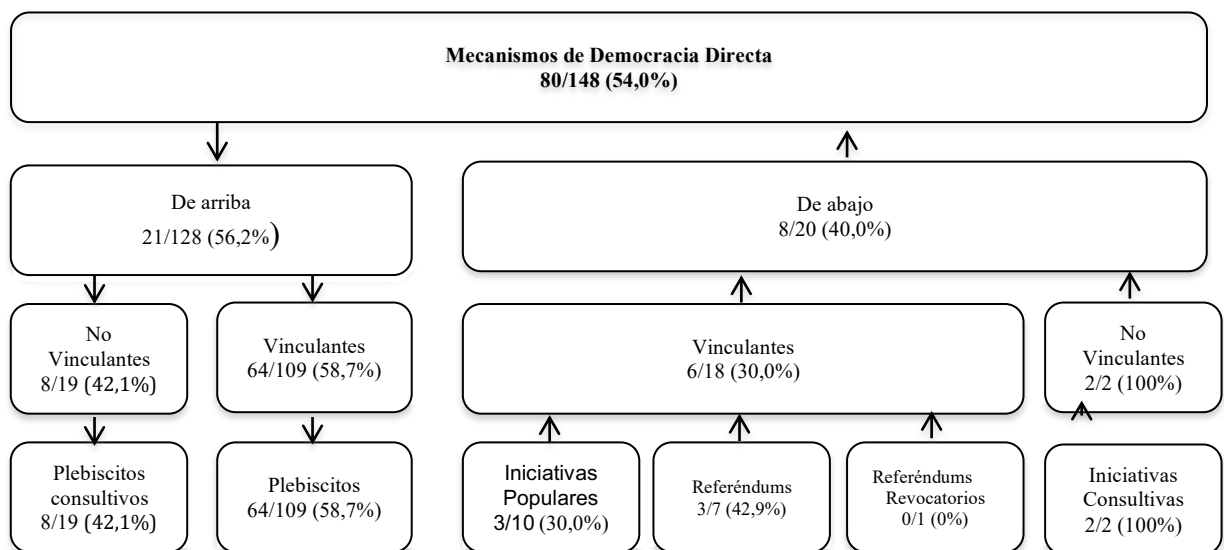 Mecanismos de Democracia Directa
80/148 (54,0%)
De arriba
21/128 (56,2%)
De abajo
8/20 (40,0%)
No
Vinculantes
8/19 (42,1%)
Vinculantes
64/109 (58,7%)
Vinculantes
6/18 (30,0%)
No
Vinculantes
2/2 (100%)
Plebiscitos
consultivos
8/19 (42,1%)
Plebiscitos
64/109 (58,7%)
Iniciativas
Populares
3/10 (30,0%)
Referéndums
3/7 (42,9%)
Referéndums
Revocatorios
0/1 (0%)
Iniciativas
Consultivas
2/2 (100%)